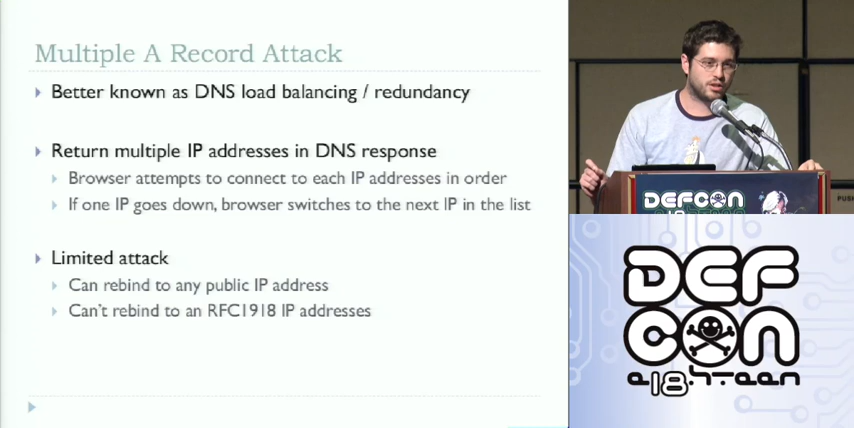 Multiple A Record Attack
Better known as DNS load balancing / redundancy
Return multiple IP addresses in DNS response
Browser attempts to connect to each IP addresses in order
If one IP goes down, browser switches to the next IP in the list
Limited attack
Can rebind to any public IP address
Can't rebind to an RFC1918 IP addresses
DEFCON
PUBL
DEF
CON
e18.h-teen